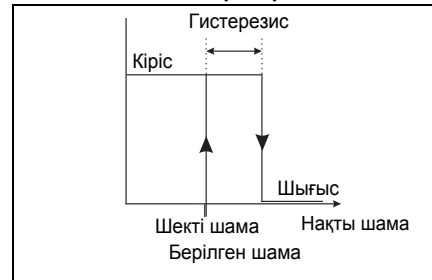 Гистерезис
Кіріс
Шығыс
Шекті шама
Нақты шама
Берілген шама